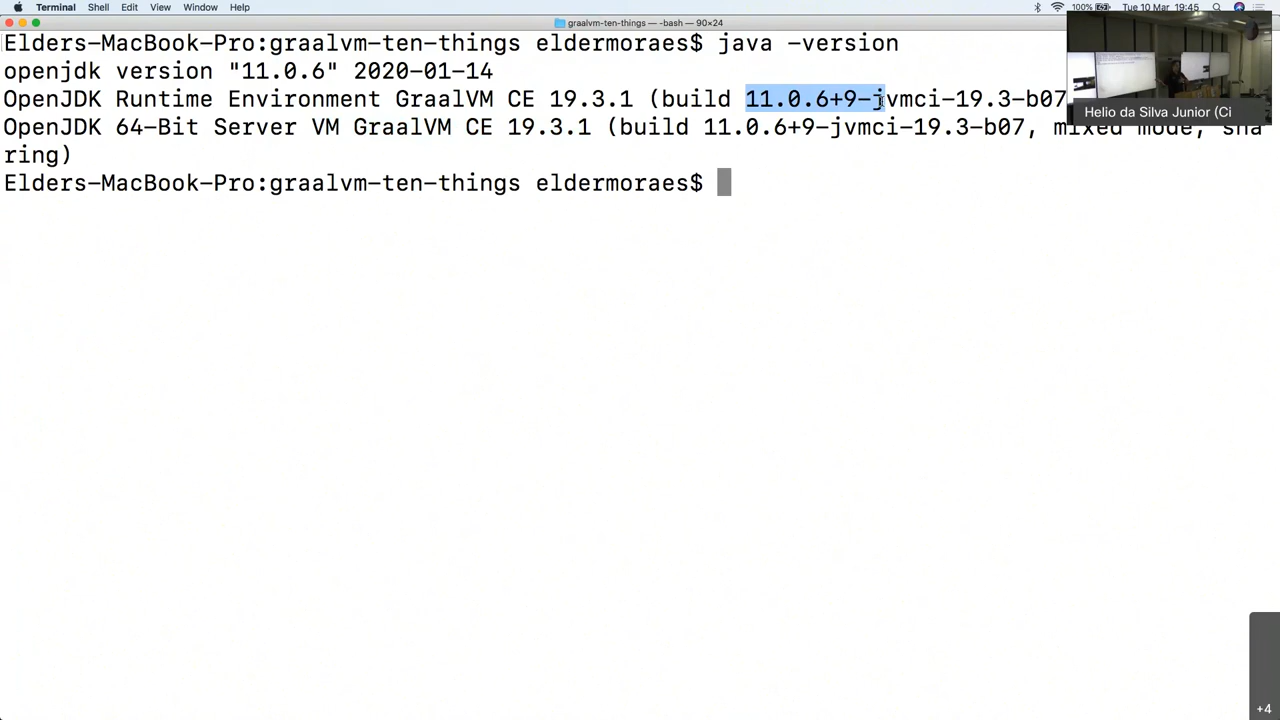 Terminal Shell Edit View Window Help 100% Tue 10 Mar 19:45
graalvm-ten-things — -bash — 90×24
Elders-MacBook-Pro:graalvm-ten-things eldermoraes$ java -version
openjdk version "11.0.6" 2020-01-14
OpenJDK Runtime Environment GraalVM CE 19.3.1 (build 11.0.6+9-jvmci-19.3-b07
Helio da Silva Junior (Ci
OpenJDK 64-Bit Server VM GraalVM CE 19.3.1 (build 11.0.6+9-jvmci-19.3-b07, mixed mode, sha
ring)
Elders-MacBook-Pro:graalvm-ten-things eldermoraes$
+4